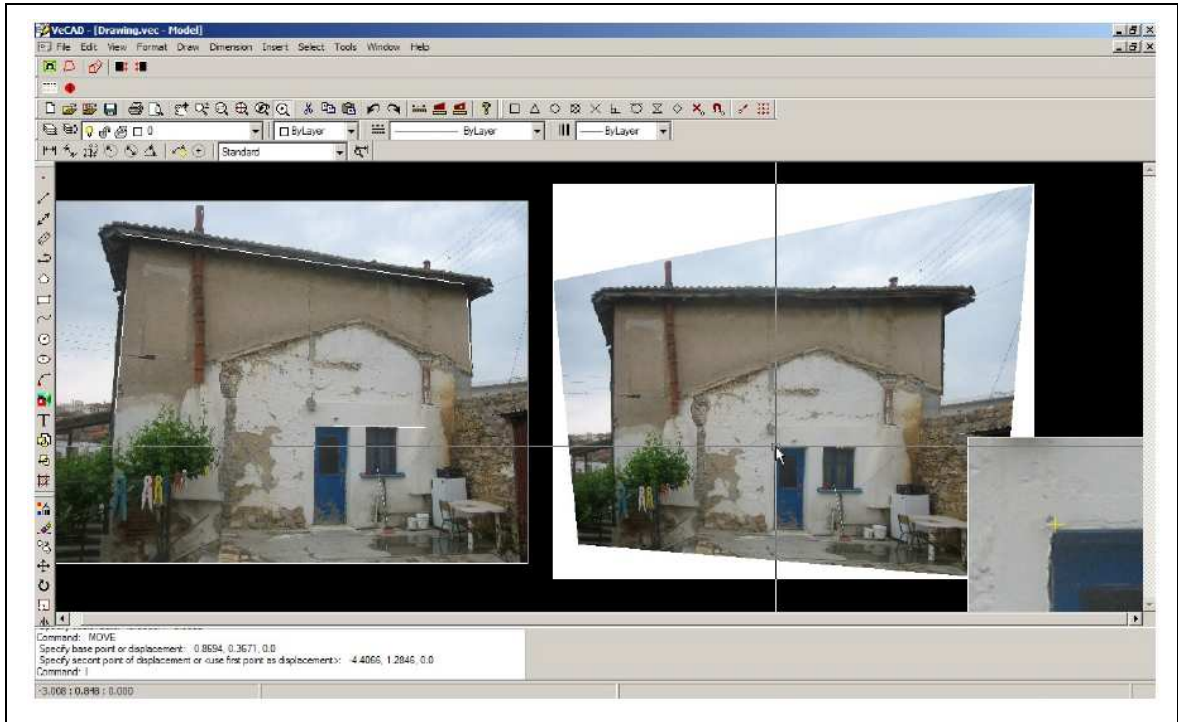 VeCAD - [Drawing.vec - Model]
File Edit View Format Draw Dimension Insert Select Tools Window Help
0 ByLayer ByLayer ByLayer
Standard
T
Command: MOVE
Specify base point or displacement: 0.8694, 0.3671, 0.0
Specify secont point of displacement or <use first point as displacement>: -4.4066, 1.2846, 0.0
Command:
-3.008 : 0.848 : 0.000